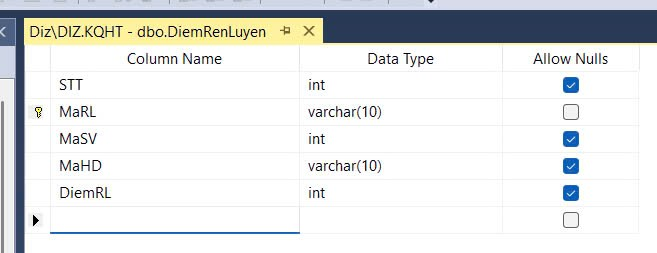 Diz\DIZ.KQHT - dbo.DiemRenLuyen
Column Name Data Type Allow Nulls
STT int
MaRL varchar(10)
MaSV int
MaHD varchar(10)
DiemRL int